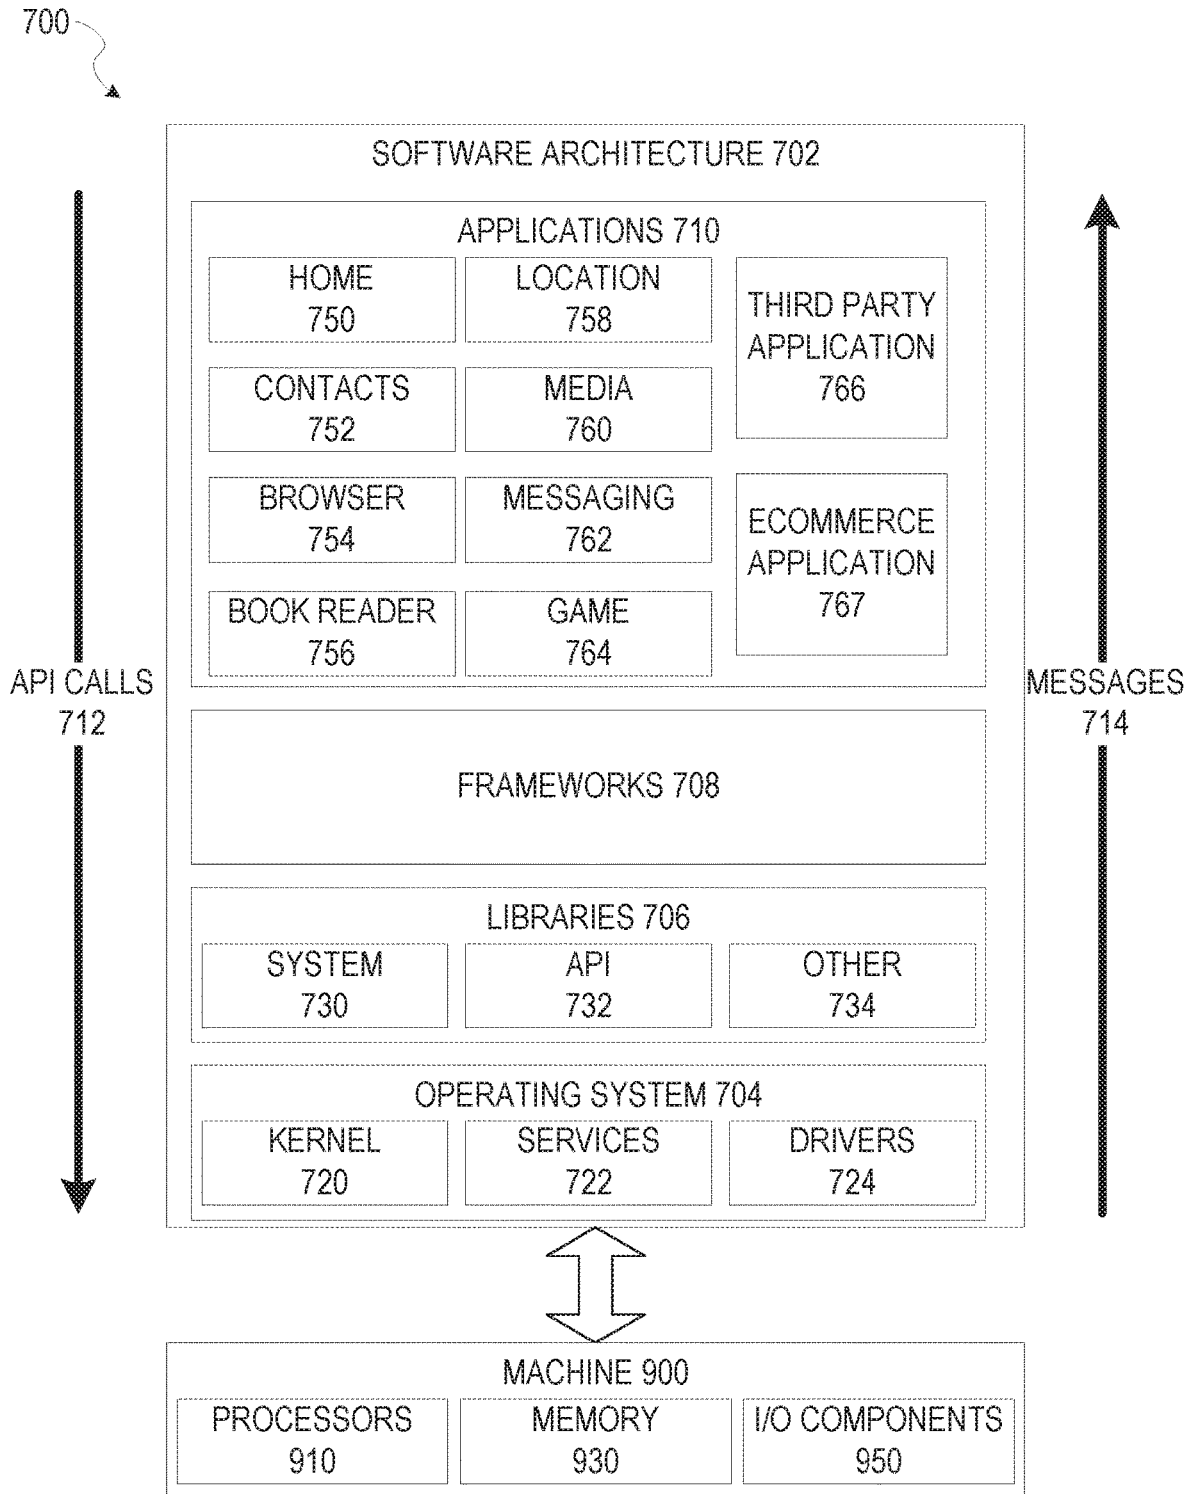 700
SOFTWARE ARCHITECTURE 702
APPLICATIONS 710
HOME
750
LOCATION
758
THIRD PARTY
APPLICATION
766
CONTACTS
752
MEDIA
760
BROWSER
754
MESSAGING
762
ECOMMERCE
APPLICATION
767
BOOK READER
756
GAME
764
API CALLS
712
MESSAGES
714
FRAMEWORKS 708
LIBRARIES 706
SYSTEM
730
API
732
OTHER
734
OPERATING SYSTEM 704
KERNEL
720
SERVICES
722
DRIVERS
724
MACHINE 900
PROCESSORS
910
MEMORY
930
I/O COMPONENTS
950